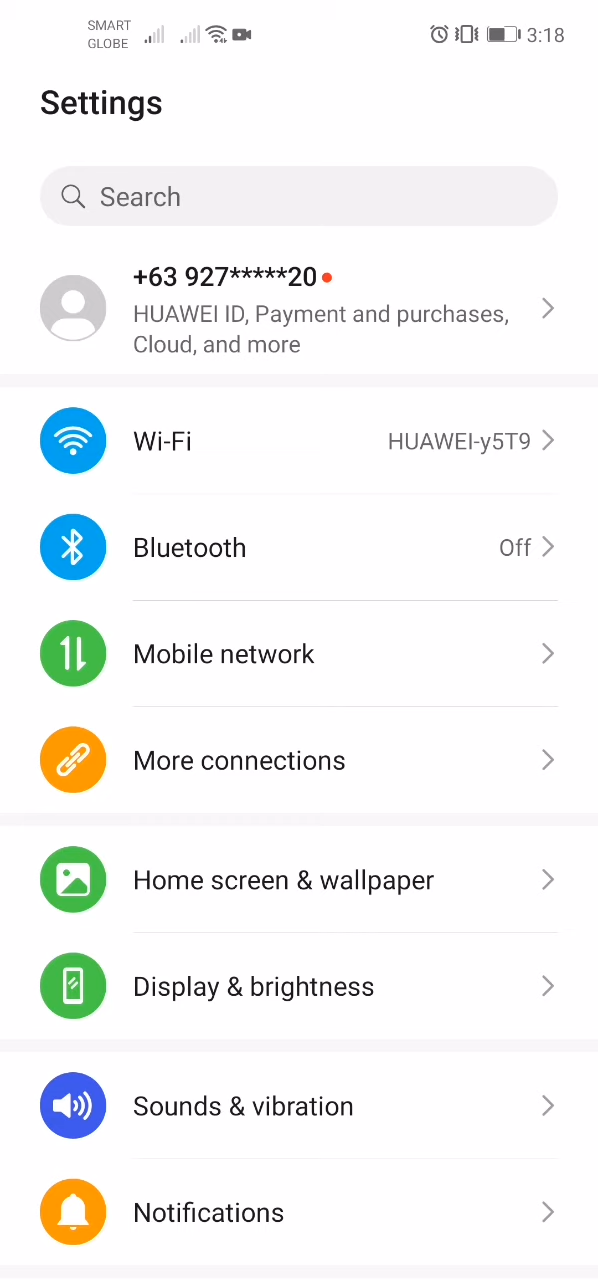 SMART
GLOBE
3:18
Settings
Search
+63 927*****20
HUAWEI ID, Payment and purchases,
Cloud, and more
Wi-Fi HUAWEI-y5T9
Bluetooth Off
Mobile network
More connections
Home screen & wallpaper
Display & brightness
Sounds & vibration
Notifications